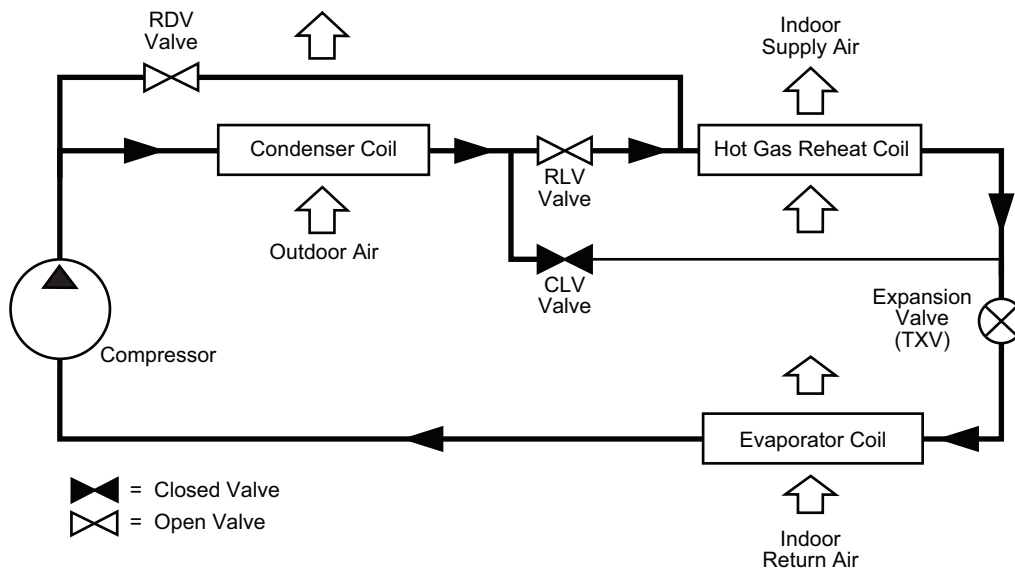 RDV
Valve
Indoor
Supply Air
Condenser Coil
Hot Gas Reheat Coil
RLV
Valve
Outdoor Air
CLV
Valve
Expansion
Valve
(TXV)
Compressor
Evaporator Coil
= Closed Valve
= Open Valve
Indoor
Return Air